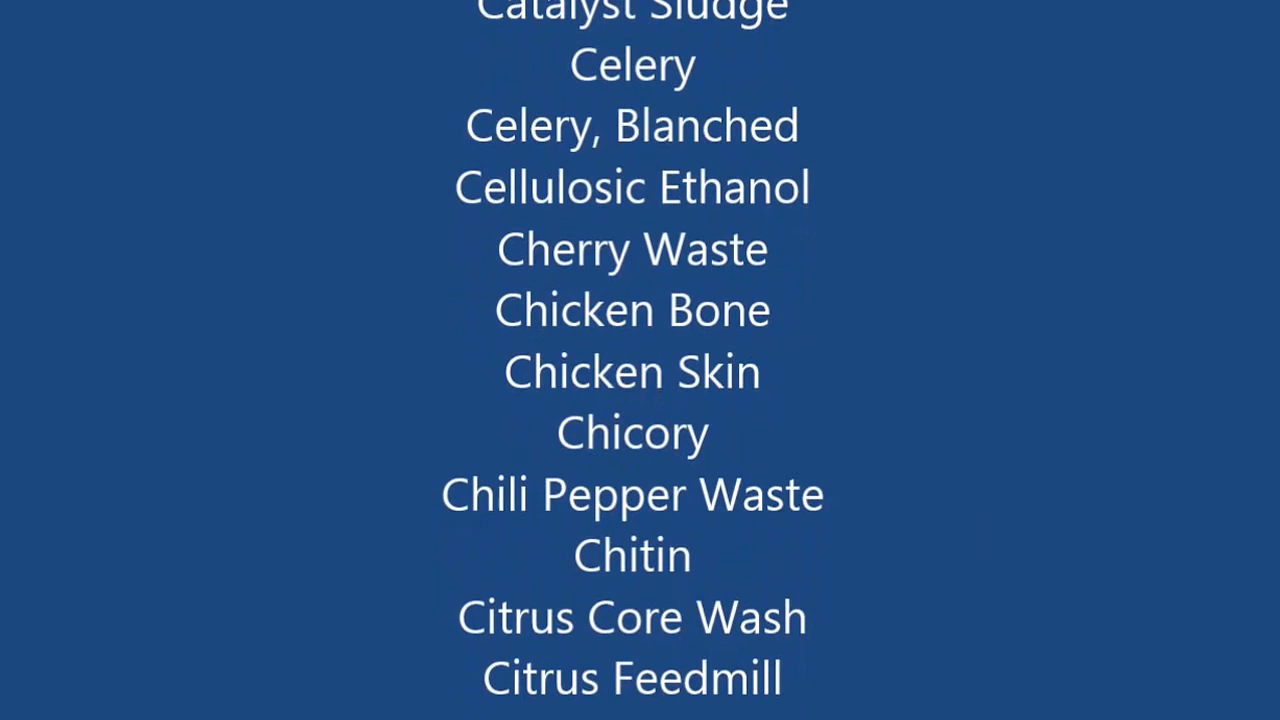 Catalyst Sludge
Celery
Celery, Blanched
Cellulosic Ethanol
Cherry Waste
Chicken Bone
Chicken Skin
Chicory
Chili Pepper Waste
Chitin
Citrus Core Wash
Citrus Feedmill